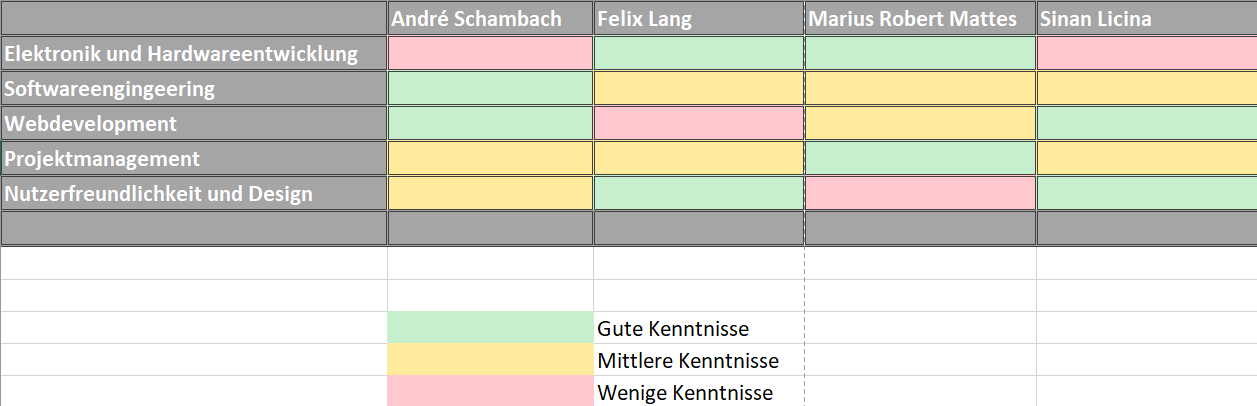 André Schambach Felix Lang Marius Robert Mattes Sinan Licina
Elektronik und Hardwareentwicklung
Softwareengingeering
Webdevelopment
Projektmanagement
Nutzerfreundlichkeit und Design
Gute Kenntnisse
Mittlere Kenntnisse
Wenige Kenntnisse